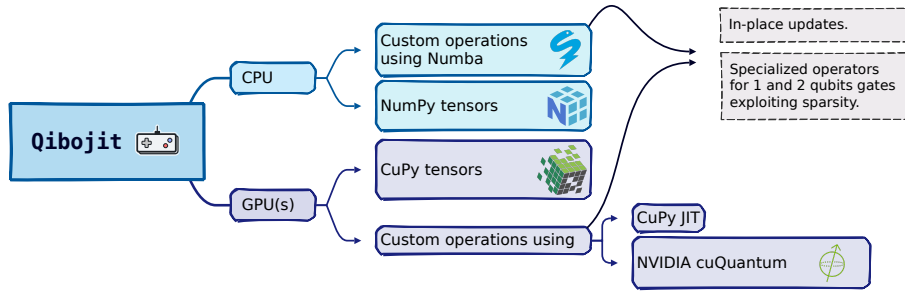 Qibojit
CPU
GPU(s)
Custom operations
using Numba
NumPy tensors
CuPy tensors
Custom operations using
CuPy JIT
NVIDIA cuQuantum
In-place updates.
Specialized operators
for 1 and 2 qubits gates
exploiting sparsity.